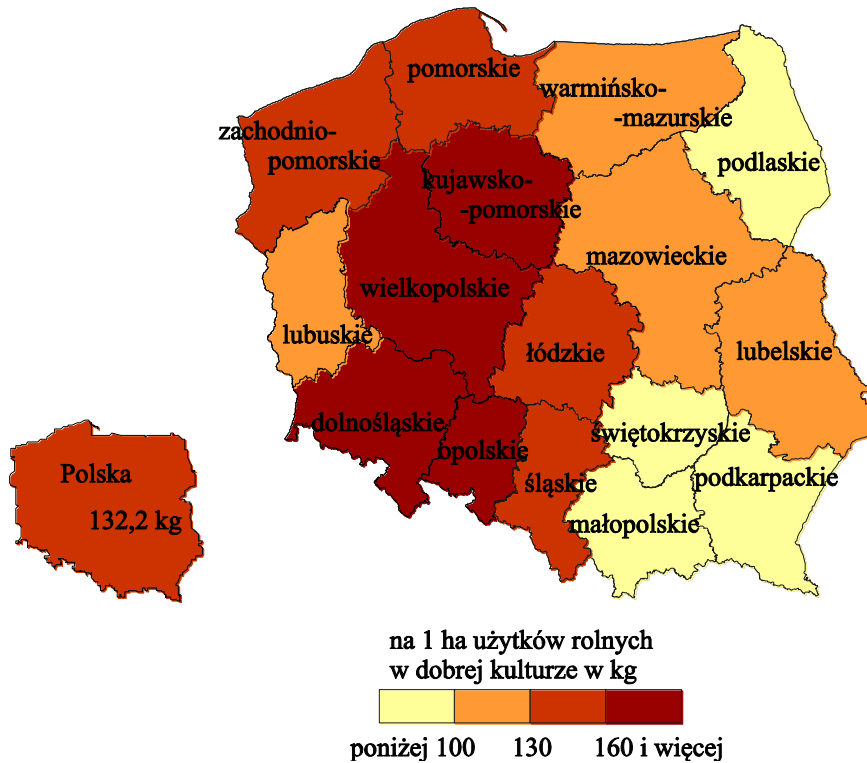 pomorskie
warmińsko-
-mazurskie
zachodnio-
pomorskie
podlaskie
kujawsko-
-pomorskie
mazowieckie
wielkopolskie
lubuskie
łódzkie
lubelskie
dolnośląskie
opolskie
świętokrzyskie
śląskie
podkarpackie
małopolskie
Polska
132,2 kg
na 1 ha użytków rolnych
w dobrej kulturze w kg
poniżej 100 130 160 i więcej